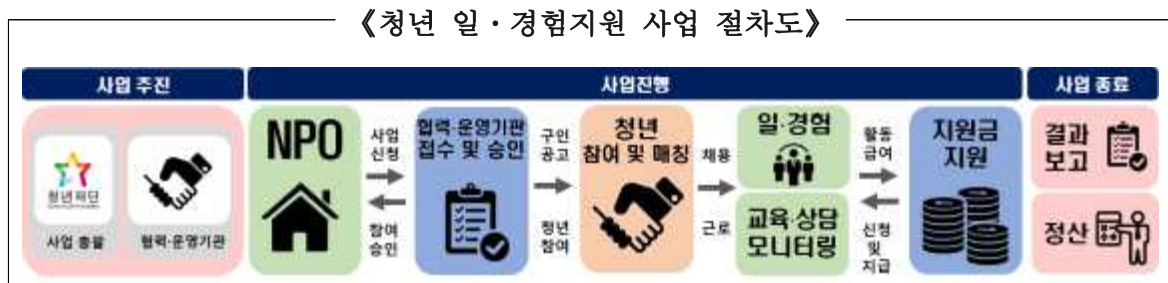 《청년 일·경험지원 사업 절차도》
사업 추진
사업진행
사업 종료
청년재단
사업 총괄
협력·운영기관
NPO
사업
신청
참여
승인
협력·운영기관
접수 및 승인
구인
공고
청년
참여
청년
참여 및 매칭
채용
근로
일·경험
교육·상담
모니터링
활동
급여
신청
및
지급
지원금
지원
결과
보고
정산